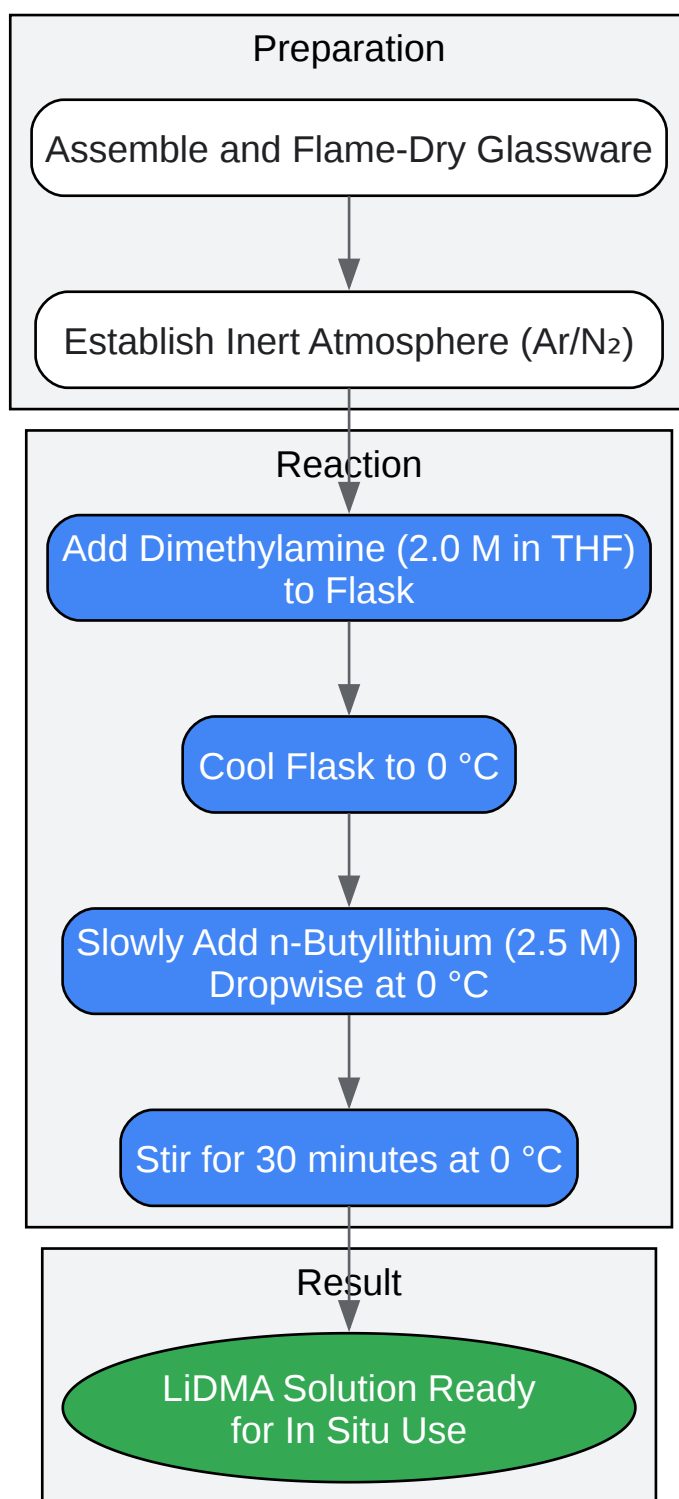 Preparation
Assemble and Flame-Dry Glassware
Establish Inert Atmosphere (Ar/N₂)
Reaction
Add Dimethylamine (2.0 M in THF)
to Flask
Cool Flask to 0 °C
Slowly Add n-Butyllithium (2.5 M)
Dropwise at 0 °C
Stir for 30 minutes at 0 °C
Result
LiDMA Solution Ready
for In Situ Use